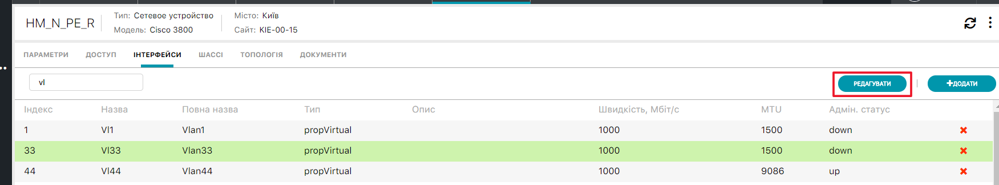 HM_N_PE_R
Тип: Сетевое устройство
Місто: Київ
Модель: Cisco 3800
Сайт: KIE-00-15
ПАРАМЕТРИ ДОСТУП ІНТЕРФЕЙСИ ШАССІ ТОПОЛОГІЯ ДОКУМЕНТИ
vl
РЕДАГУВАТИ
+ДОДАТИ
Індекс Назва Повна назва Тип Опис Швидкість, Мбіт/с MTU Адмін. статус
1 Vl1 Vlan1 propVirtual 1000 1500 down
33 Vl33 Vlan33 propVirtual 1000 1500 down
44 Vl44 Vlan44 propVirtual 1000 9086 up